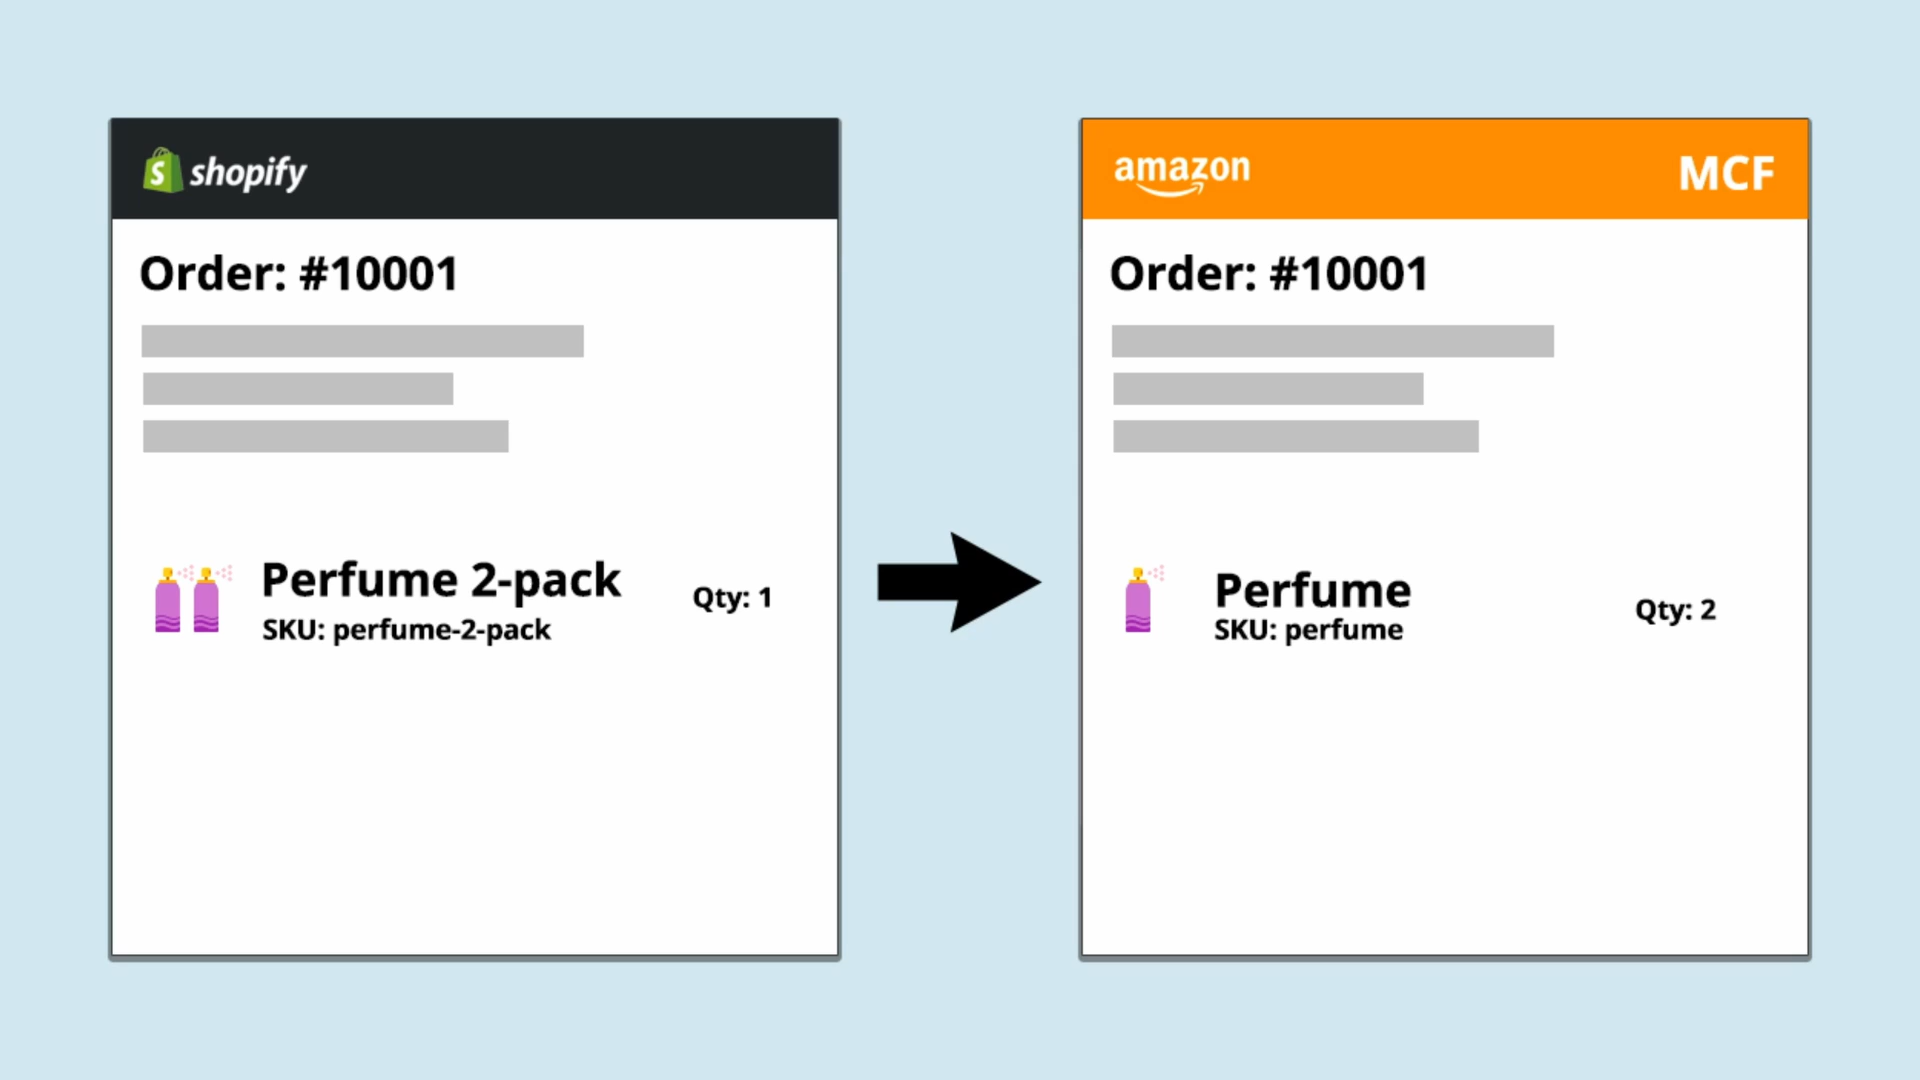 shopify
Order: #10001
Perfume 2-pack
SKU: perfume-2-pack
Qty: 1
amazon
MCF
Order: #10001
Perfume
SKU: perfume
Qty: 2